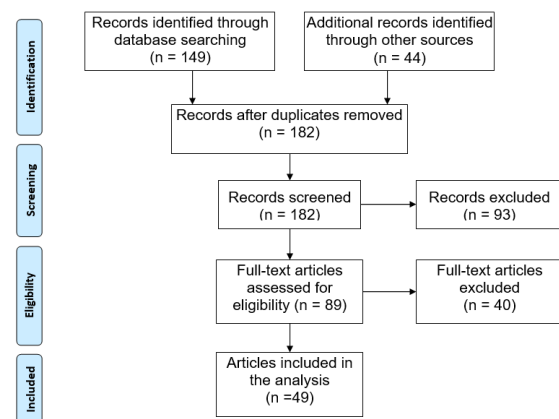 Identification
Records identified through
database searching
(n = 149)
Additional records identified
through other sources
(n = 44)
Records after duplicates removed
(n = 182)
Screening
Records screened
(n = 182)
Records excluded
(n = 93)
Eligibility
Full-text articles
assessed for
eligibility (n = 89)
Full-text articles
excluded
(n = 40)
Included
Articles included in
the analysis
(n =49)